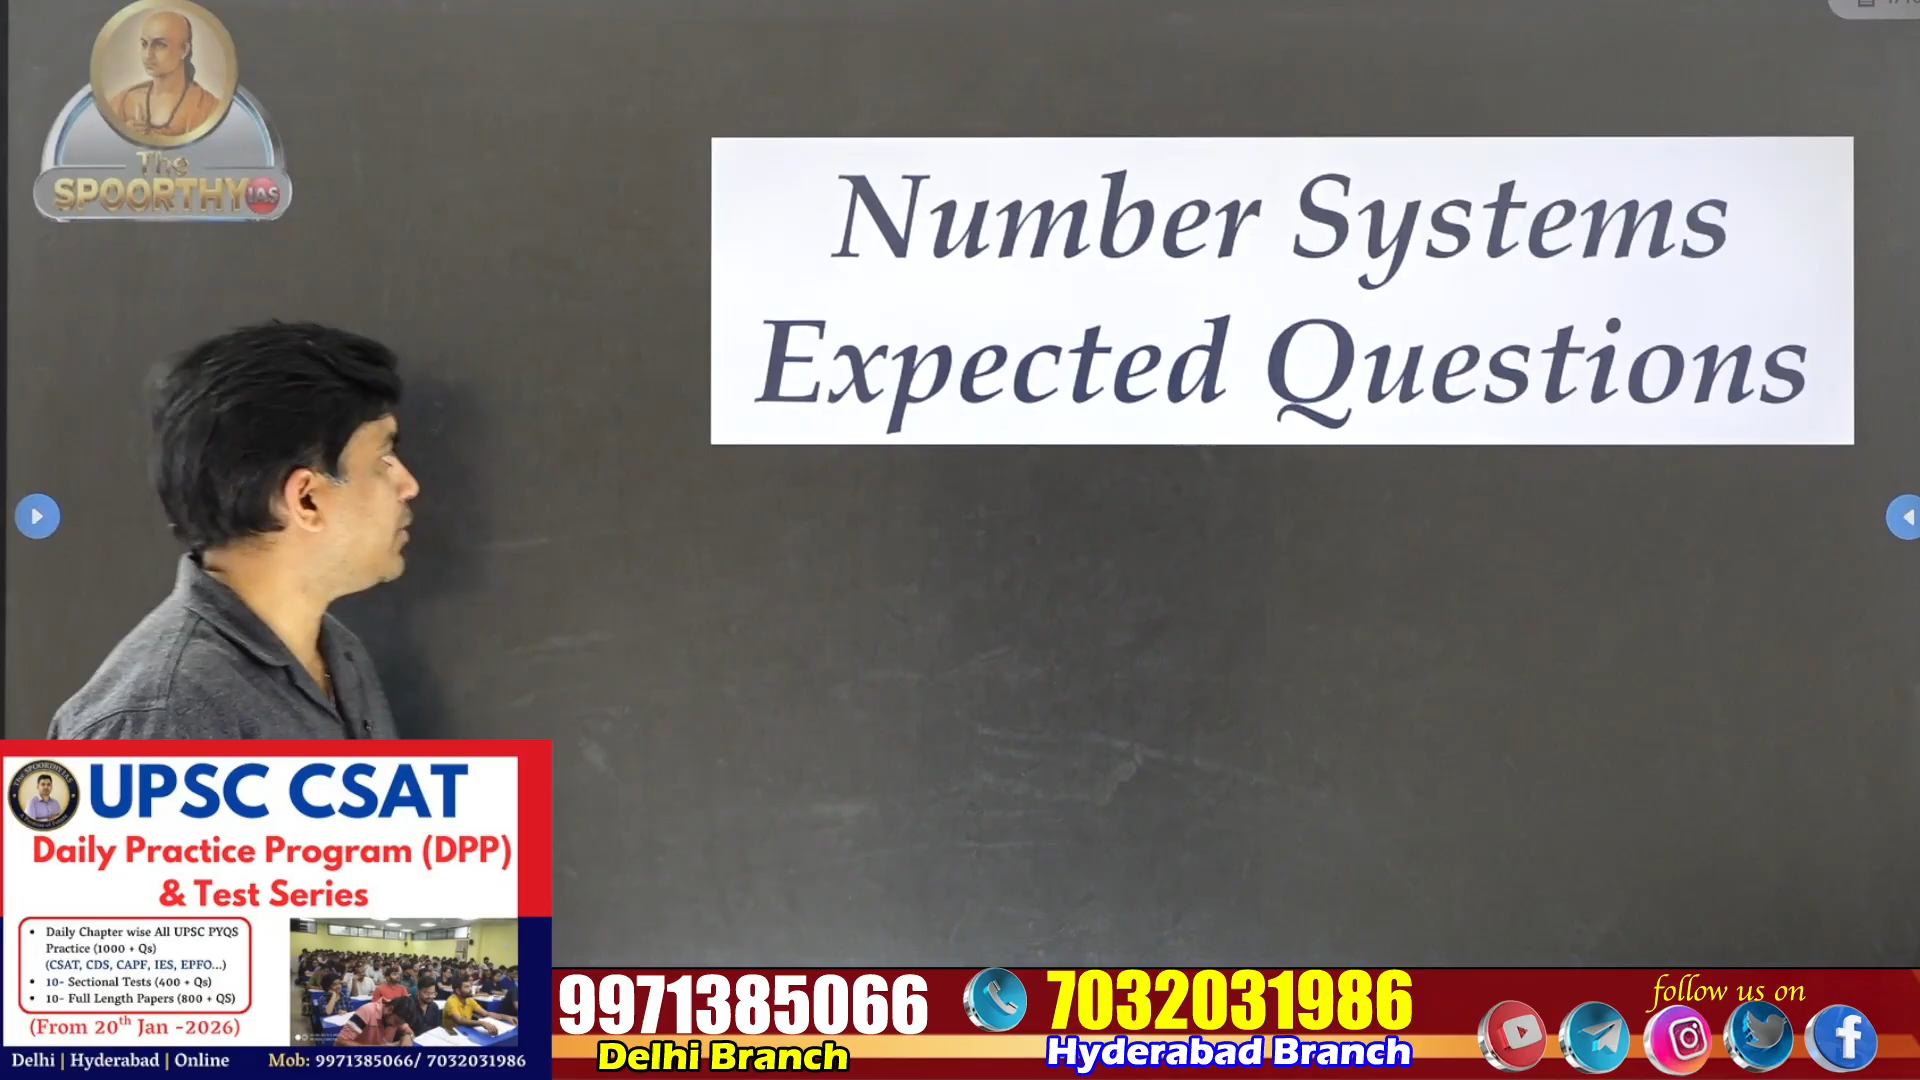 The
SPOORTHY IAS
Number Systems
Expected Questions
UPSC CSAT
Daily Practice Program (DPP)
& Test Series
• Daily Chapter wise All UPSC PYQS
Practice (1000 + Qs)
(CSAT, CDS, CAPF, IES, EPFO...)
• 10- Sectional Tests (400 + Qs)
• 10- Full Length Papers (800 + QS)
(From 20th Jan -2026)
Delhi | Hyderabad | Online Mob: 9971385066/ 7032031986
9971385066
Delhi Branch
7032031986
Hyderabad Branch
follow us on